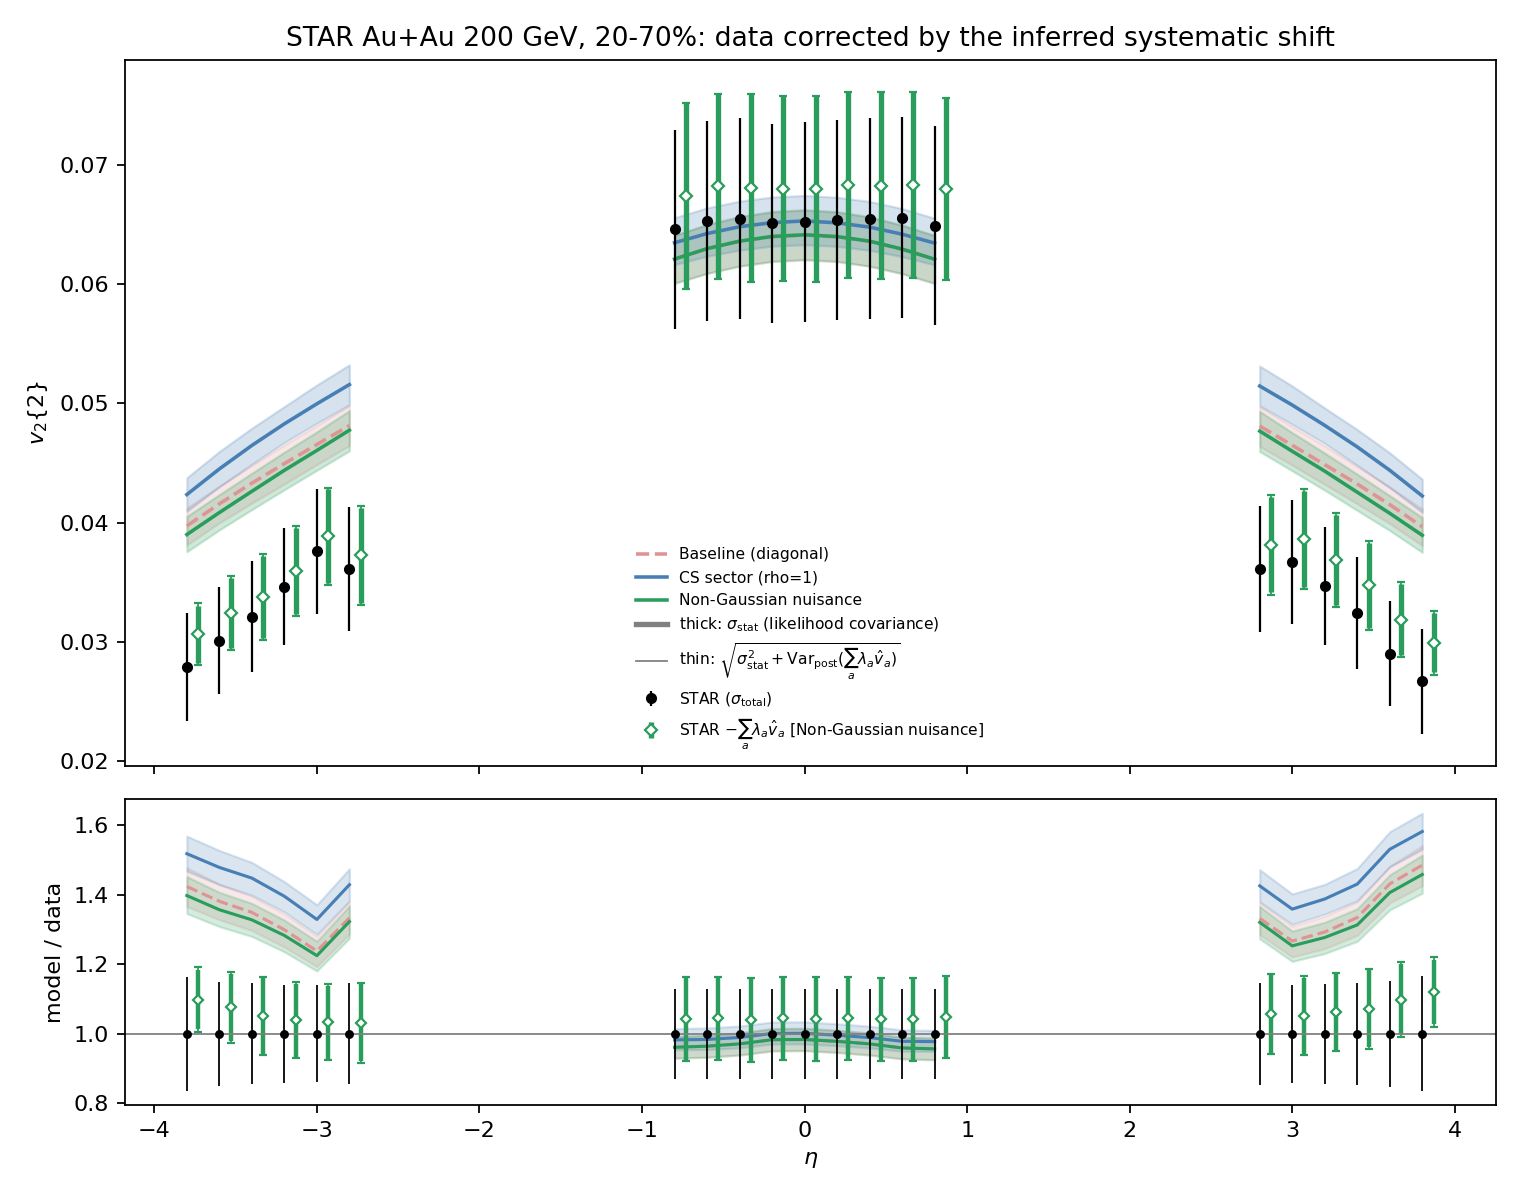 STAR Au+Au 200 GeV, 20-70%: data corrected by the inferred systematic shift
v₂{2}
0.07
0.06
0.05
0.04
0.03
0.02
Baseline (diagonal)
CS sector (rho=1)
Non-Gaussian nuisance
thick: σ_stat (likelihood covariance)
thin: √(σ²_stat + Var_post(∑_a λ_a v̂_a))
STAR (σ_total)
STAR −∑_a λ_a v̂_a [Non-Gaussian nuisance]
model / data
1.6
1.4
1.2
1.0
0.8
−4 −3 −2 −1 0 1 2 3 4
η